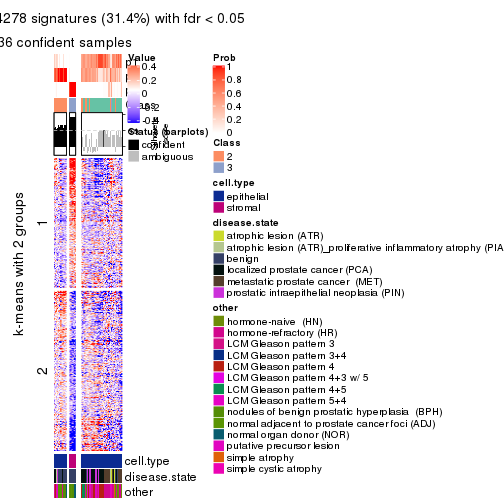 4278 signatures (31.4%) with fdr < 0.05
36 confident samples
Value
0.4
0.2
0
-0.2
-0.4
Status (barplots)
confident
ambiguous
Prob
1
0.8
0.6
0.4
0.2
0
Class
2
3
cell.type
epithelial
stromal
disease.state
atrophic lesion (ATR)
atrophic lesion (ATR)_proliferative inflammatory atrophy (PIA
benign
localized prostate cancer (PCA)
metastatic prostate cancer (MET)
prostatic intraepithelial neoplasia (PIN)
other
hormone-naive (HN)
hormone-refractory (HR)
LCM Gleason pattern 3
LCM Gleason pattern 3+4
LCM Gleason pattern 4
LCM Gleason pattern 4+3 w/ 5
LCM Gleason pattern 4+5
LCM Gleason pattern 5+4
nodules of benign prostatic hyperplasia (BPH)
normal adjacent to prostate cancer foci (ADJ)
normal organ donor (NOR)
putative precursor lesion
simple atrophy
simple cystic atrophy
k-means with 2 groups
1
2
cell.type
disease.state
other